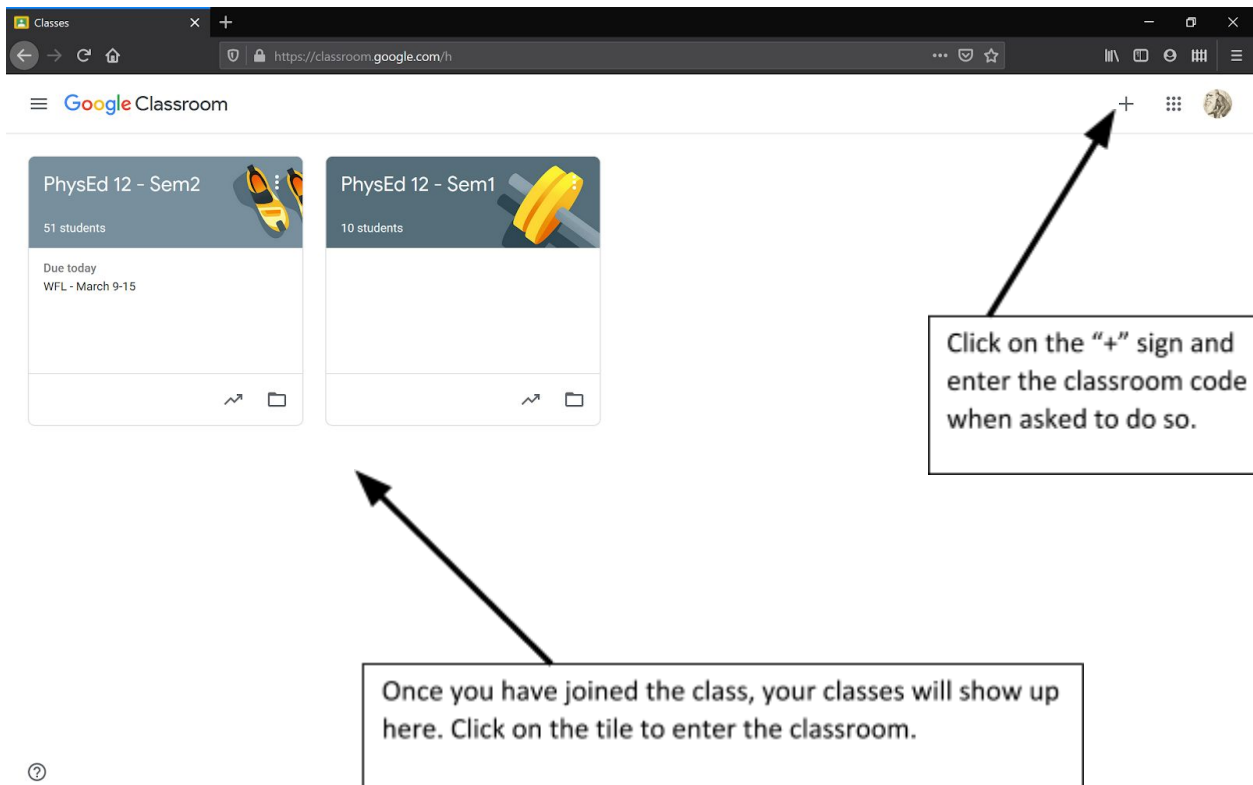 Classes
https://classroom.google.com/h
Google Classroom
PhysEd 12 - Sem2
51 students
Due today
WFL - March 9-15
PhysEd 12 - Sem1
10 students
Click on the “+” sign and
enter the classroom code
when asked to do so.
Once you have joined the class, your classes will show up
here. Click on the tile to enter the classroom.